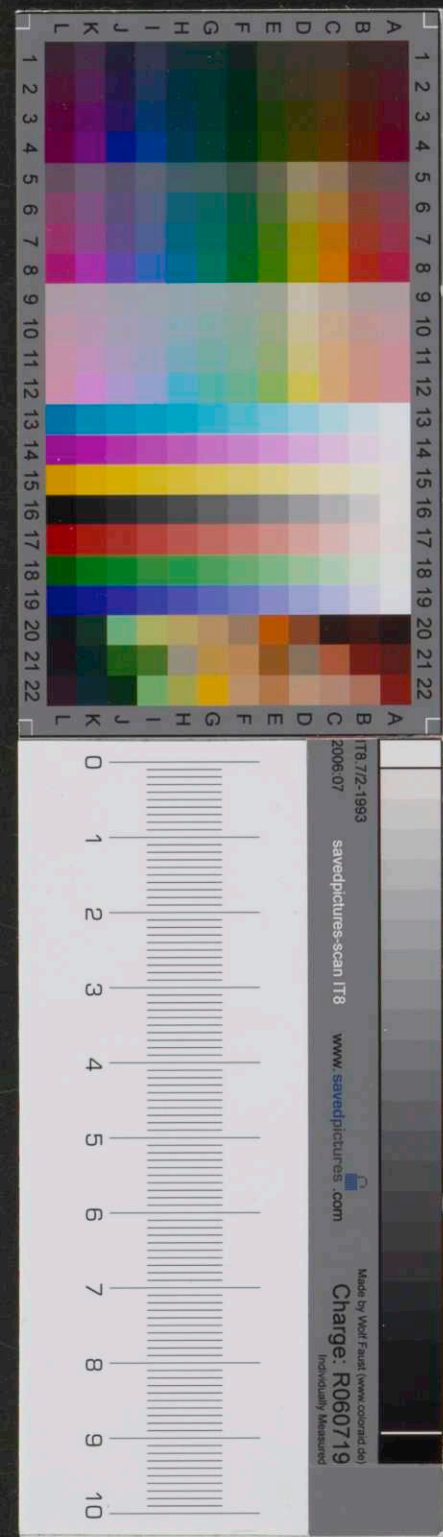 L K J I H G F E D C B A
1 1
2 2
3 3
4 4
5 5
6 6
7 7
8 8
9 9
10 10
11 11
12 12
13 13
14 14
15 15
16 16
17 17
18 18
19 19
20 20
21 21
22 22
L K J I H G F E D C B A
IT8.7/2-1993
2006:07
savedpictures-scan IT8
www.savedpictures.com
Made by Wolf Faust (www.coloraid.de)
Charge: R060719
Individually Measured
0 1 2 3 4 5 6 7 8 9 10